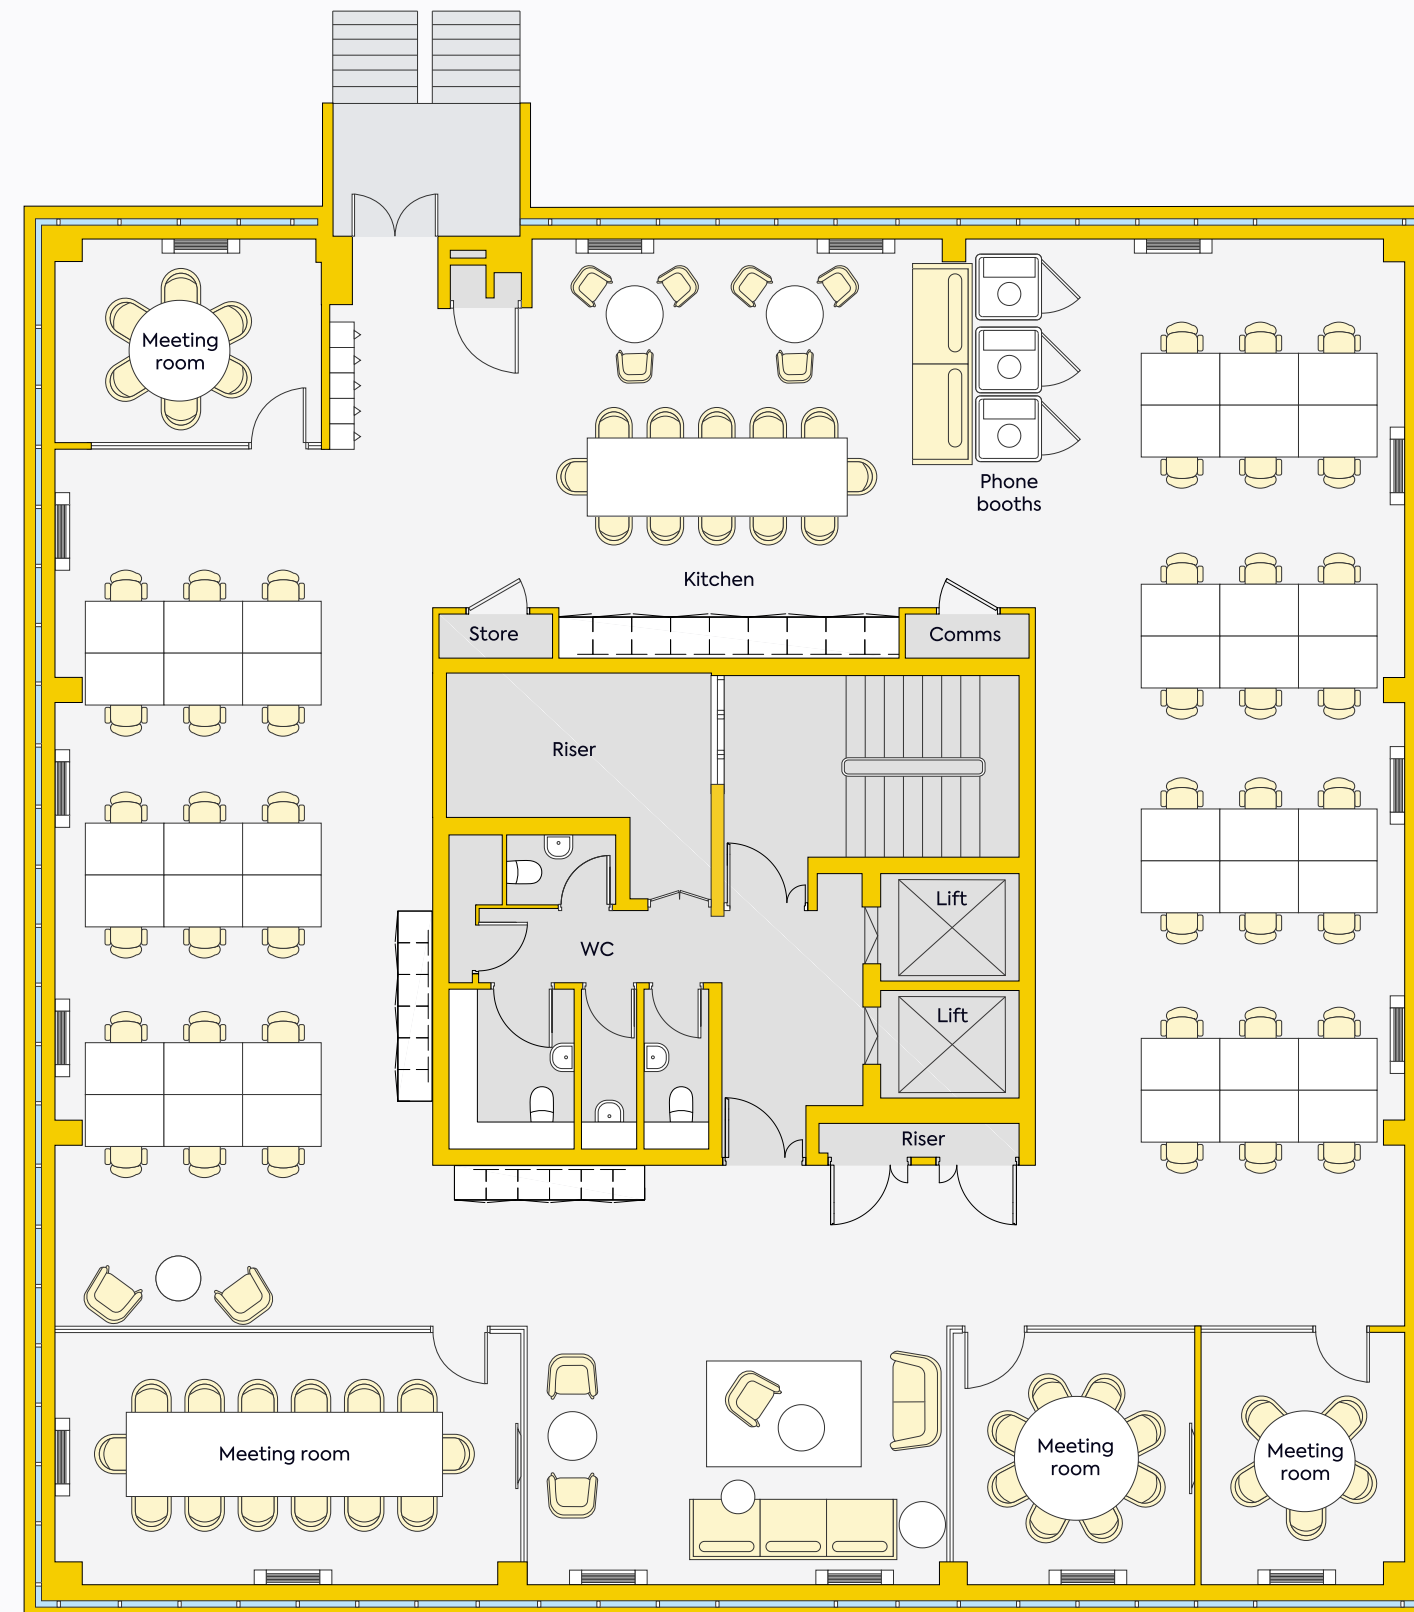 Meeting
room
Phone
booths
Kitchen
Store
Comms
Riser
Lift
WC
Lift
Riser
Meeting room
Meeting
room
Meeting
room